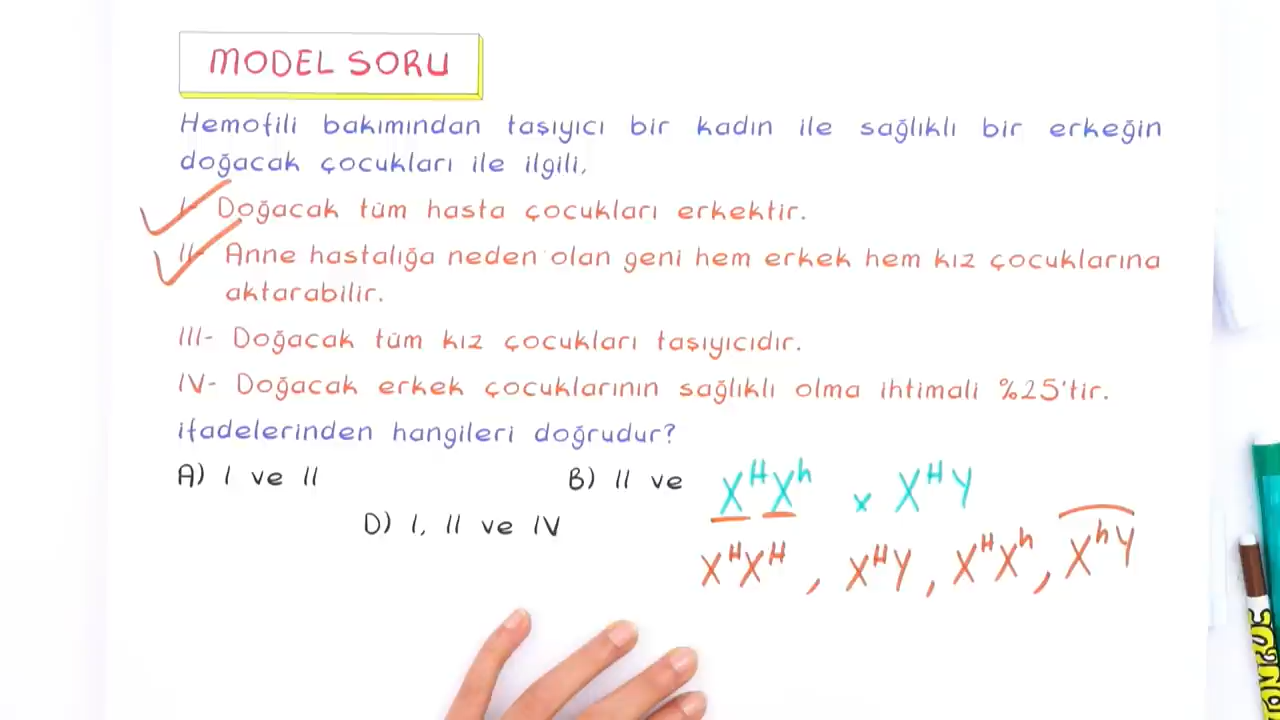 MODEL SORU
Hemofili bakımından taşıyıcı bir kadın ile sağlıklı bir erkeğin
doğacak çocukları ile ilgili,
I- Doğacak tüm hasta çocukları erkektir.
II- Anne hastalığa neden olan geni hem erkek hem kız çocuklarına
aktarabilir.
III- Doğacak tüm kız çocukları taşıyıcıdır.
IV- Doğacak erkek çocuklarının sağlıklı olma ihtimali %25'tir.
ifadelerinden hangileri doğrudur?
A) I ve II
B) II ve
X^H X^h x X^H Y
D) I, II ve IV
X^H X^H , X^H Y , X^H X^h , X^h Y